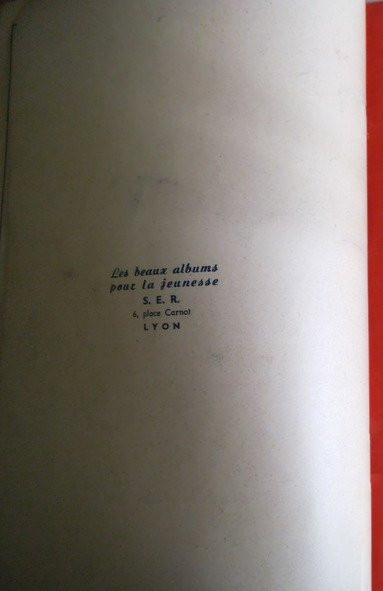 Les beaux albums
pour la jeunesse
S. E. R.
6, place Carnot
LYON